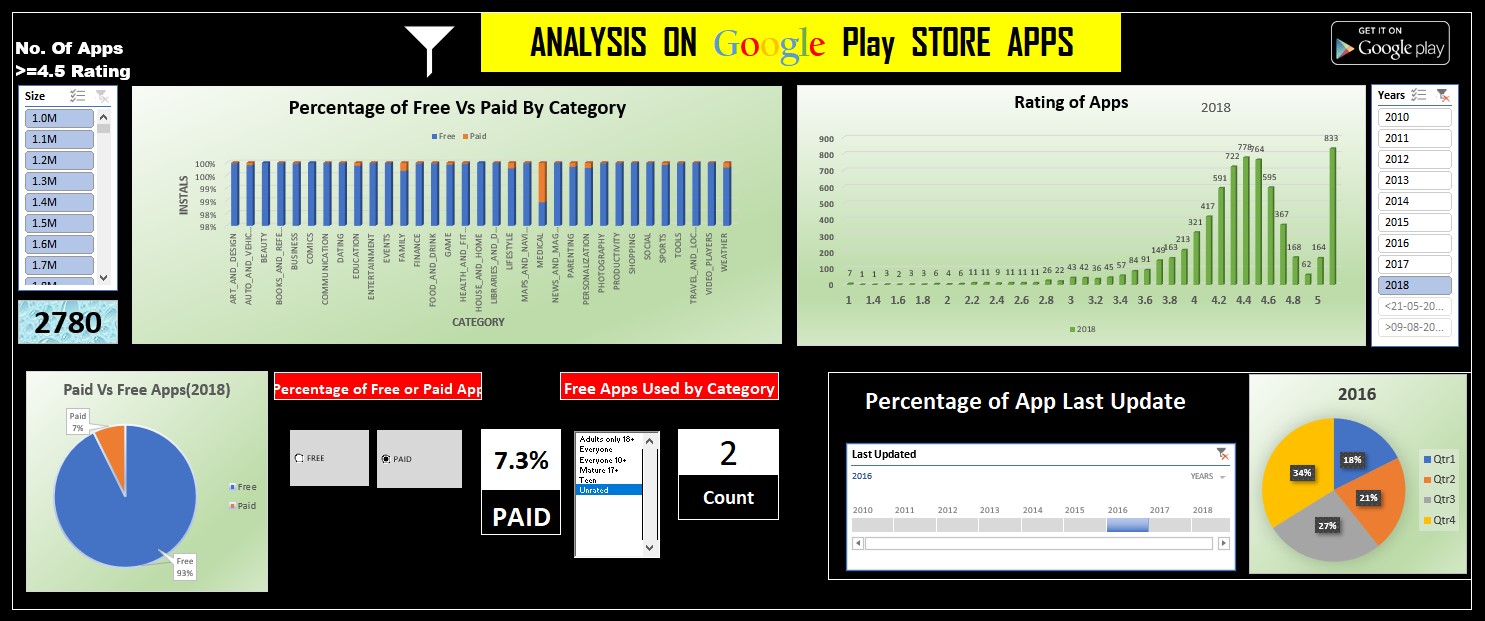 No. Of Apps
>=4.5 Rating
ANALYSIS ON Google Play STORE APPS
GET IT ON
Google play
Size
1.0M
1.1M
1.2M
1.3M
1.4M
1.5M
1.6M
1.7M
2780
Percentage of Free Vs Paid By Category
Free Paid
INSTALS
100%
100%
99%
99%
98%
98%
ART_AND_DESIGN
AUTO_AND_VEHIC...
BEAUTY
BOOKS_AND_REFE...
BUSINESS
COMICS
COMMUNICATION
DATING
EDUCATION
ENTERTAINMENT
EVENTS
FAMILY
FINANCE
FOOD_AND_DRINK
GAME
HEALTH_AND_FIT...
HOUSE_AND_HOME
LIBRARIES_AND_D...
LIFESTYLE
MAPS_AND_NAVI...
MEDICAL
NEWS_AND_MAG...
PARENTING
PERSONALIZATION
PHOTOGRAPHY
PRODUCTIVITY
SHOPPING
SOCIAL
SPORTS
TOOLS
TRAVEL_AND_LOC...
VIDEO_PLAYERS
WEATHER
CATEGORY
Rating of Apps
2018
900
800
700
600
500
400
300
200
100
0
7 1 1 3 2 3 3 6 4 6 11 11 9 11 11 11 26 22 43 42 36 45 57 84 91 149 163 213 321 417 591 722 778 764 595 367 168 62 164 833
1 1.4 1.6 1.8 2 2.2 2.4 2.6 2.8 3 3.2 3.4 3.6 3.8 4 4.2 4.4 4.6 4.8 5
2018
Years
2010
2011
2012
2013
2014
2015
2016
2017
2018
<21-05-20...
>09-08-20...
Paid Vs Free Apps(2018)
Paid
7%
Free
Paid
Free
93%
Percentage of Free or Paid App
FREE
PAID
7.3%
PAID
Free Apps Used by Category
Adults only 18+
Everyone
Everyone 10+
Mature 17+
Teen
Unrated
2
Count
Percentage of App Last Update
Last Updated
2016
YEARS
2010 2011 2012 2013 2014 2015 2016 2017 2018
2016
18%
21%
27%
34%
Qtr1
Qtr2
Qtr3
Qtr4